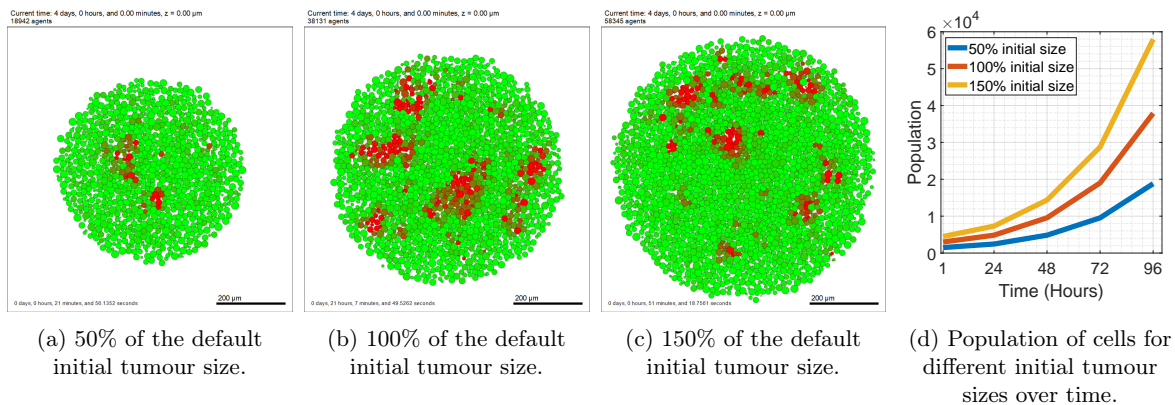 Current time: 4 days, 0 hours, and 0.00 minutes, z = 0.00 μm
18942 agents
0 days, 0 hours, 21 minutes, and 56.1352 seconds
200 μm
(a) 50% of the default
initial tumour size.
Current time: 4 days, 0 hours, and 0.00 minutes, z = 0.00 μm
38131 agents
0 days, 21 hours, 7 minutes, and 49.5262 seconds
200 μm
(b) 100% of the default
initial tumour size.
Current time: 4 days, 0 hours, and 0.00 minutes, z = 0.00 μm
58345 agents
0 days, 0 hours, 51 minutes, and 18.7561 seconds
200 μm
(c) 150% of the default
initial tumour size.
×10⁴
6
5
4
3
2
1
0
Population
50% initial size
100% initial size
150% initial size
1 24 48 72 96
Time (Hours)
(d) Population of cells for
different initial tumour
sizes over time.